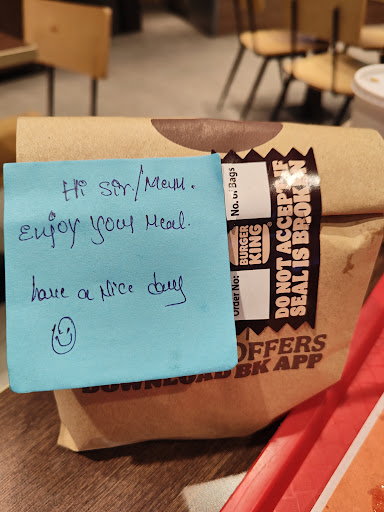 Hi Sir/Mam.
Enjoy your Meal.
have a Nice day
No. of Bags
BURGER
KING
Order No:
DO NOT ACCEPT IF
SEAL IS BROKEN
OFFERS
DOWNLOAD BK APP